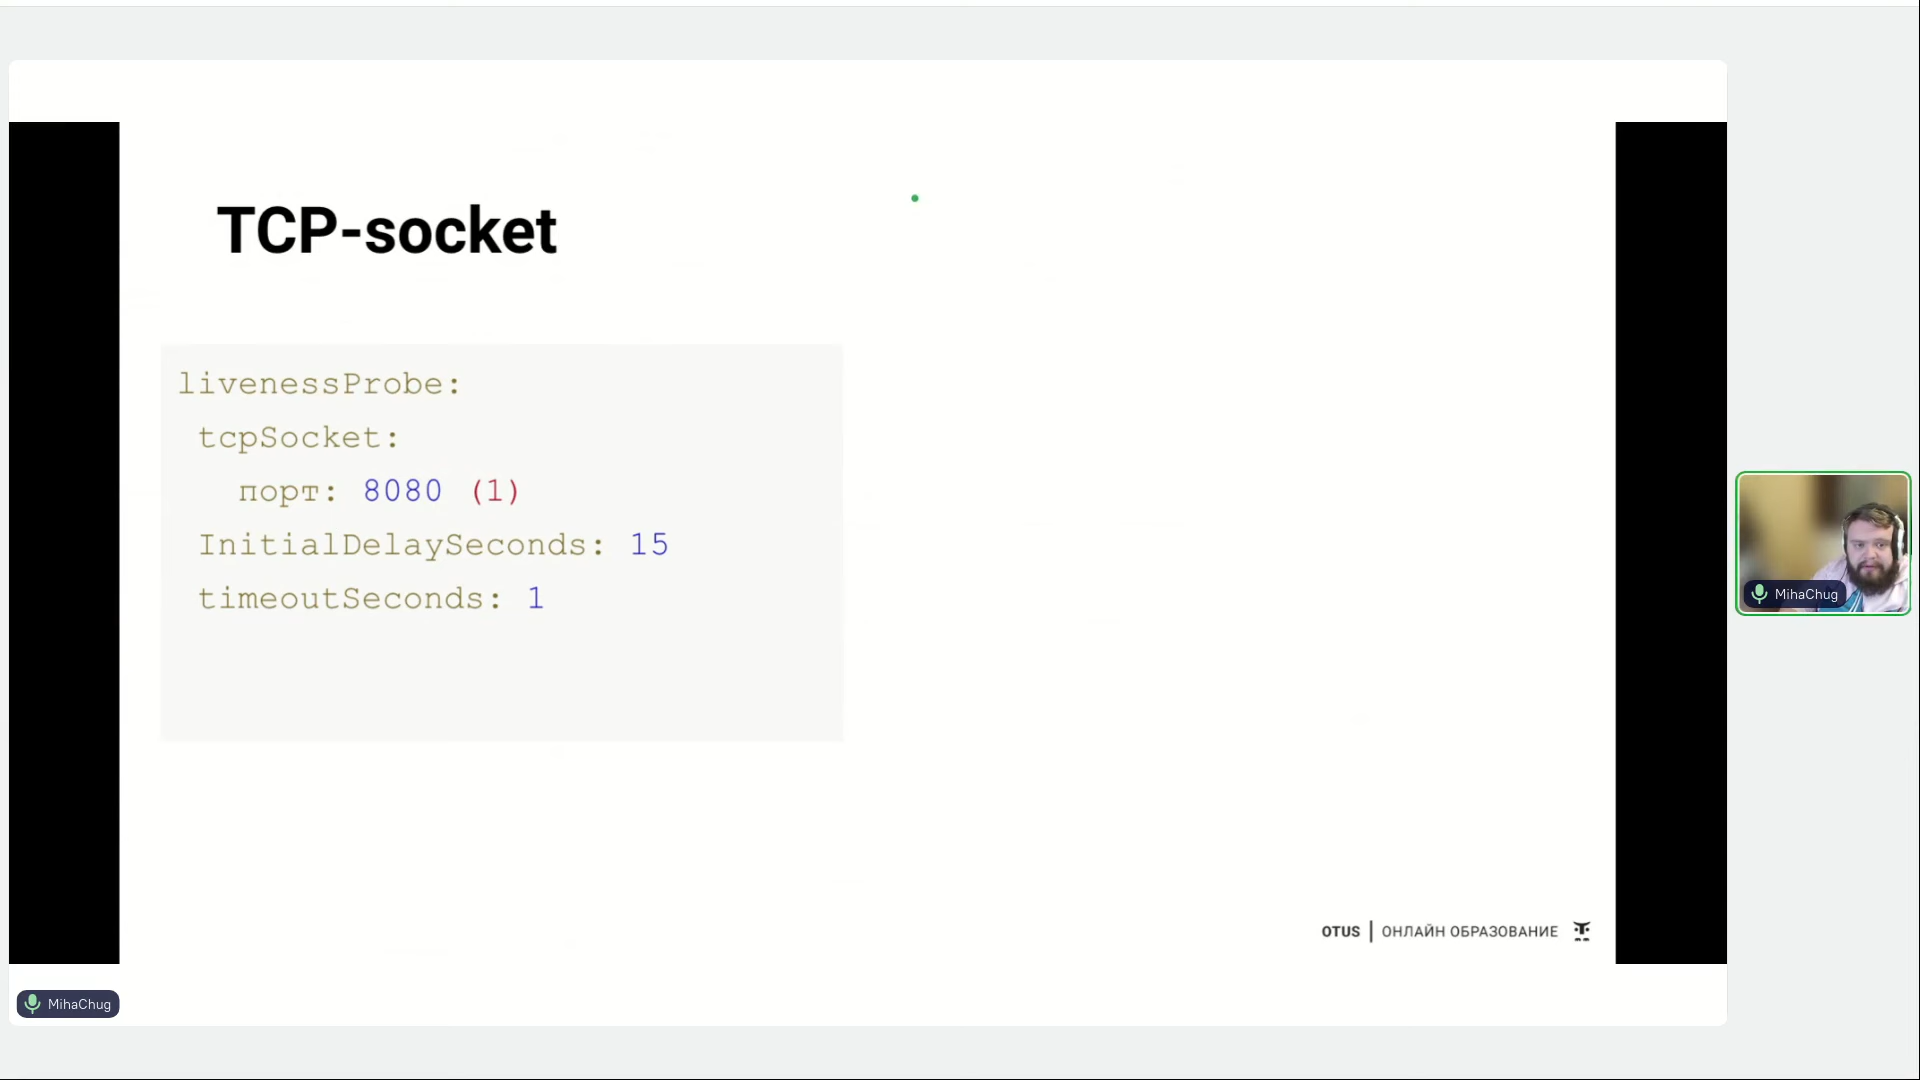 TCP-socket
livenessProbe:
tcpSocket:
порт: 8080 (1)
InitialDelaySeconds: 15
timeoutSeconds: 1
MihaChug
OTUS | ОНЛАЙН ОБРАЗОВАНИЕ
MihaChug